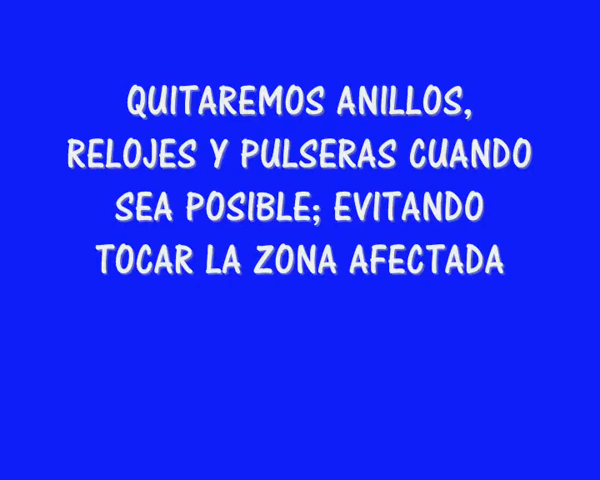 QUITAREMOS ANILLOS,
RELOJES Y PULSERAS CUANDO
SEA POSIBLE; EVITANDO
TOCAR LA ZONA AFECTADA